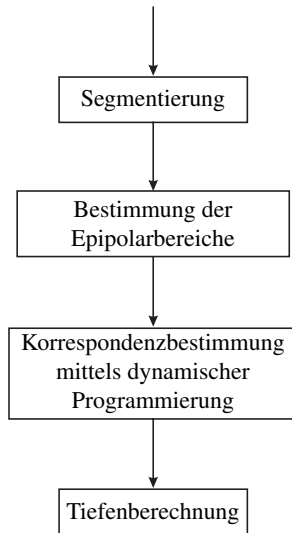 Segmentierung
Bestimmung der
Epipolarbereiche
Korrespondenzbestimmung
mittels dynamischer
Programmierung
Tiefenberechnung